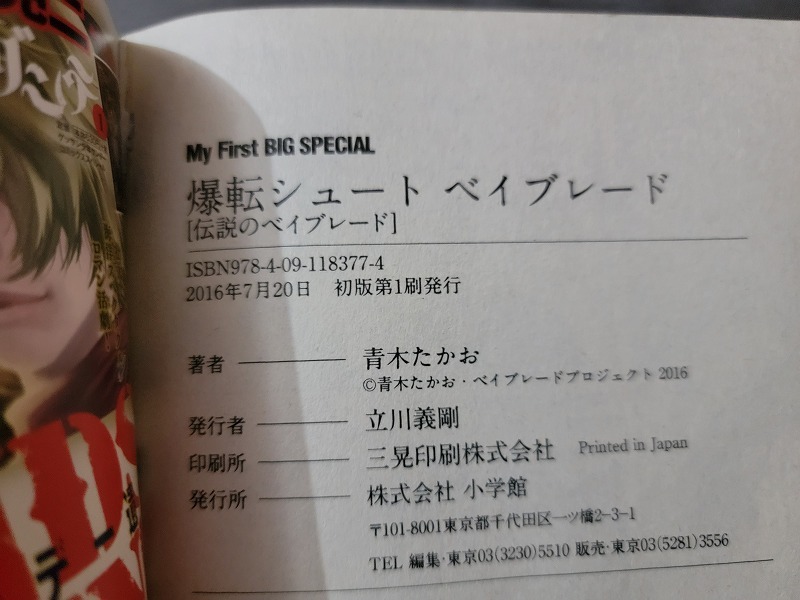 My First BIG SPECIAL
爆転シュート ベイブレード
[伝説のベイブレード]
ISBN978-4-09-118377-4
2016年7月20日 初版第1刷発行
著者 青木たかお
©青木たかお・ベイブレードプロジェクト 2016
発行者 立川義剛
印刷所 三晃印刷株式会社 Printed in Japan
発行所 株式会社 小学館
〒101-8001東京都千代田区一ツ橋2-3-1
TEL 編集・東京03(3230)5510 販売・東京03(5281)3556